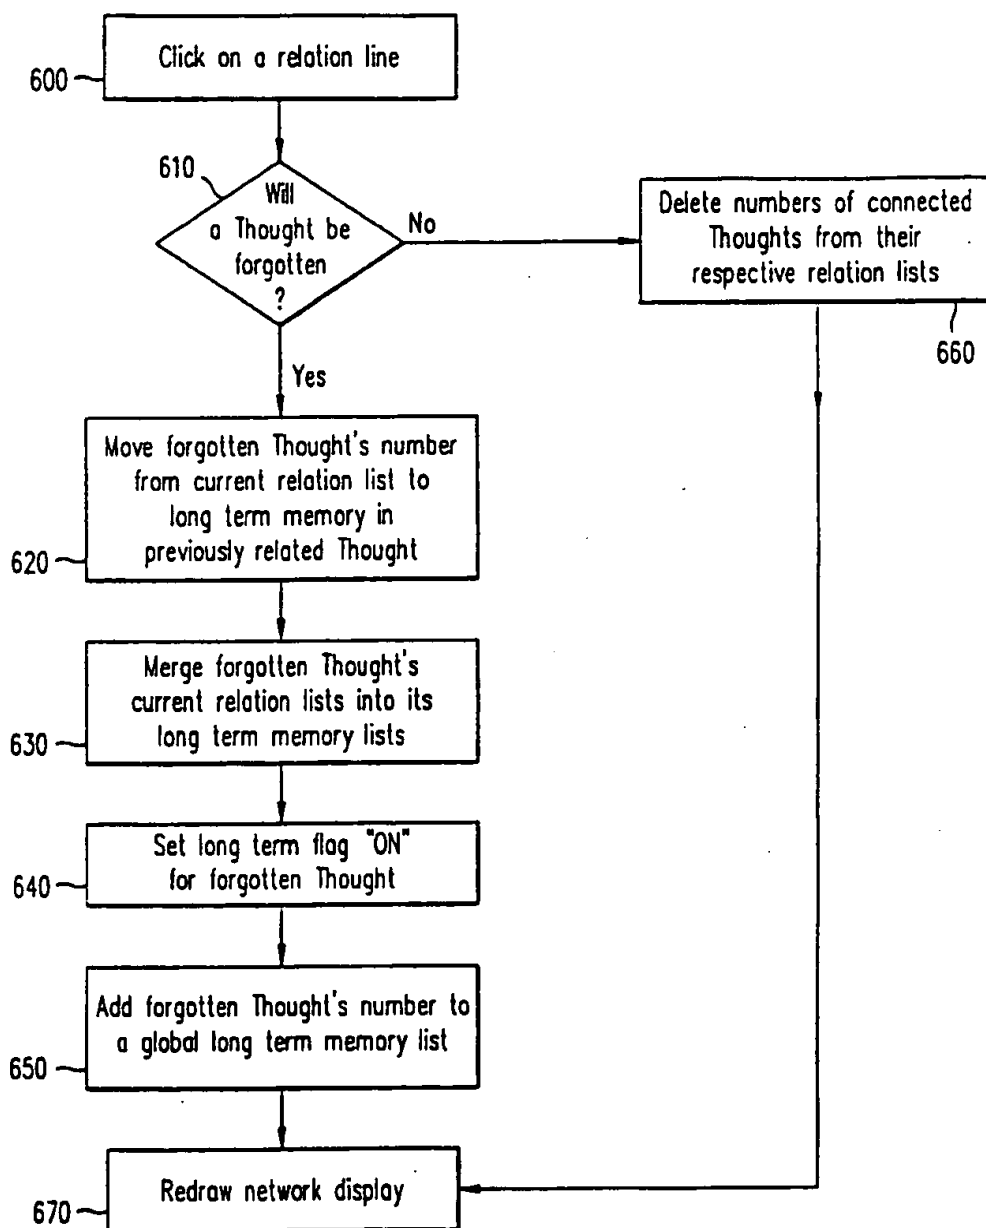 Click on a relation line
600
610
Will
a Thought be
forgotten
?
No
Delete numbers of connected
Thoughts from their
respective relation lists
660
Yes
Move forgotten Thought's number
from current relation list to
long term memory in
previously related Thought
620
Merge forgotten Thought's
current relation lists into its
long term memory lists
630
Set long term flag "ON"
for forgotten Thought
640
Add forgotten Thought's number to
a global long term memory list
650
Redraw network display
670